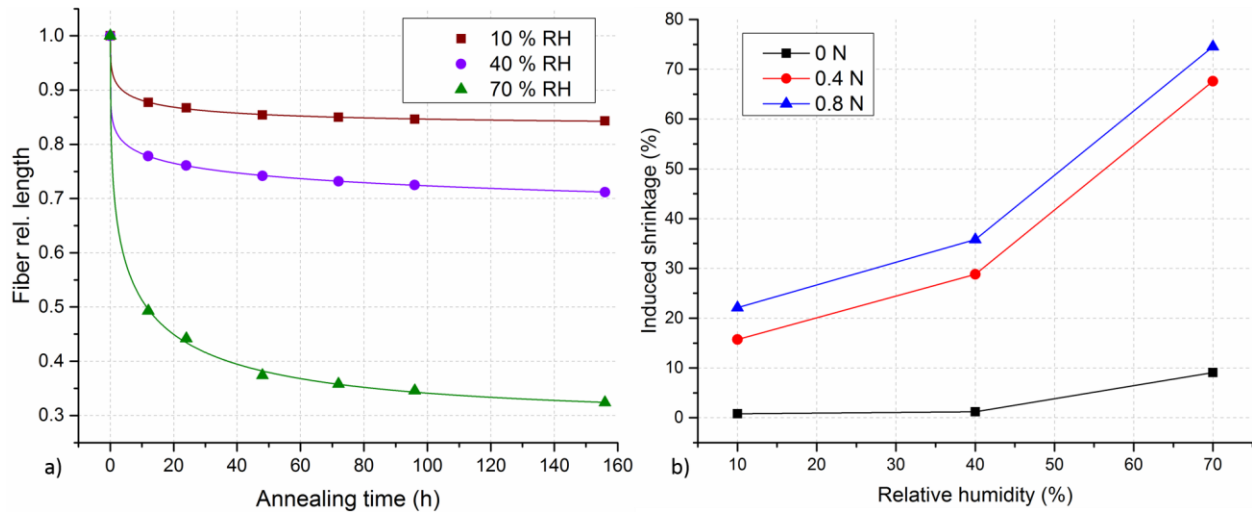 1.0
0.9
0.8
0.7
0.6
0.5
0.4
0.3
Fiber rel. length
10 % RH
40 % RH
70 % RH
0 20 40 60 80 100 120 140 160
Annealing time (h)
a)
80
70
60
50
40
30
20
10
0
Induced shrinkage (%)
0 N
0.4 N
0.8 N
10 20 30 40 50 60 70
Relative humidity (%)
b)